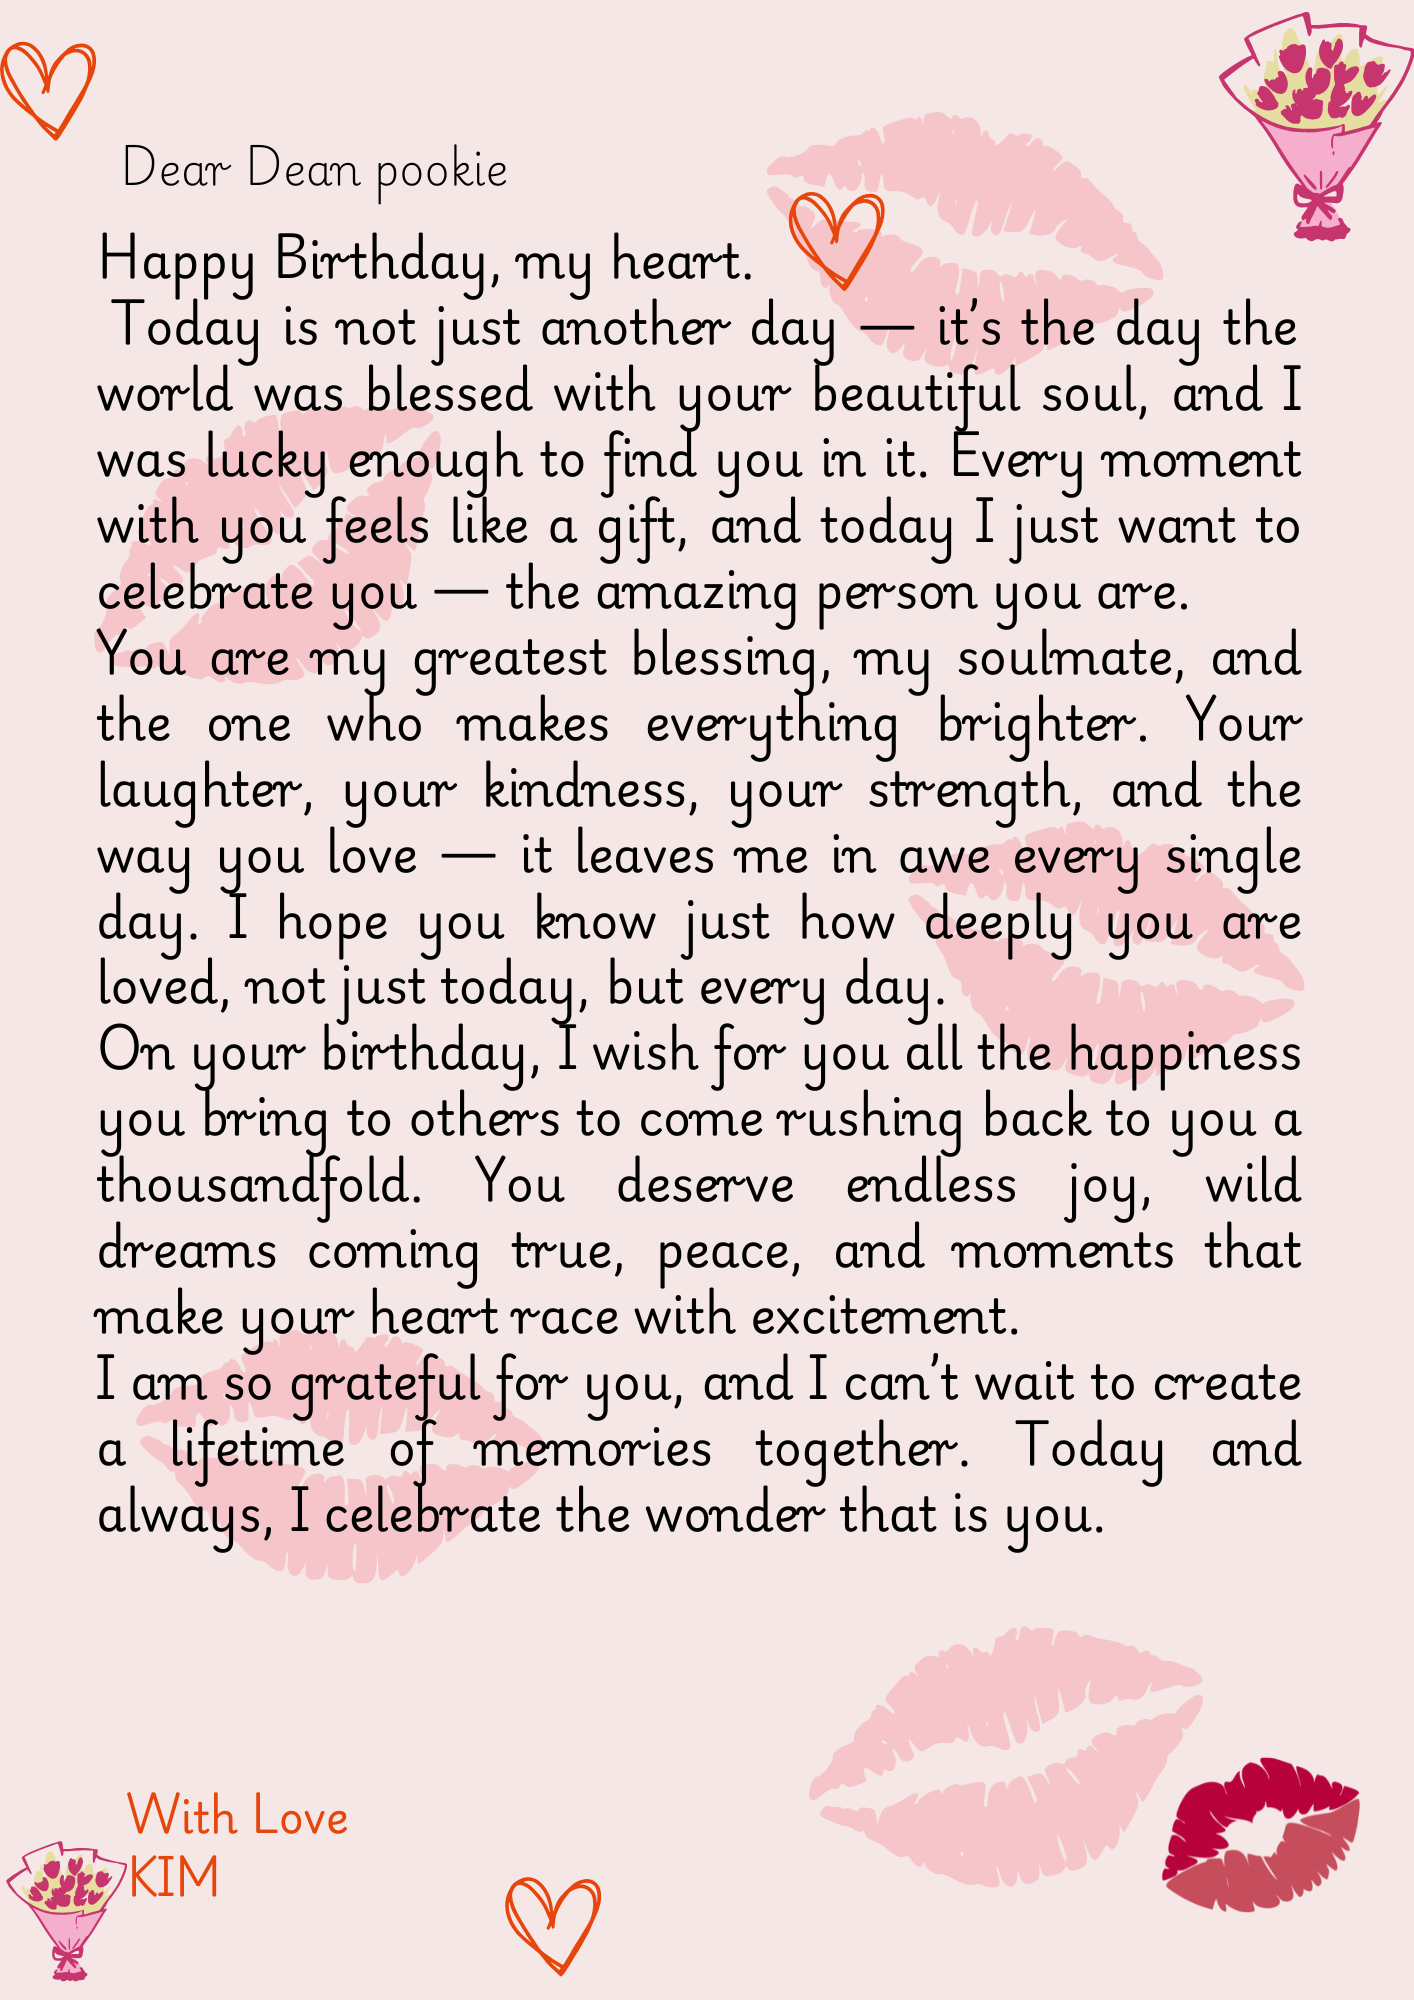 Dear Dean pookie
Happy Birthday, my heart.
Today is not just another day — it’s the day the
world was blessed with your beautiful soul, and I
was lucky enough to find you in it. Every moment
with you feels like a gift, and today I just want to
celebrate you — the amazing person you are.
You are my greatest blessing, my soulmate, and
the one who makes everything brighter. Your
laughter, your kindness, your strength, and the
way you love — it leaves me in awe every single
day. I hope you know just how deeply you are
loved, not just today, but every day.
On your birthday, I wish for you all the happiness
you bring to others to come rushing back to you a
thousandfold. You deserve endless joy, wild
dreams coming true, peace, and moments that
make your heart race with excitement.
I am so grateful for you, and I can’t wait to create
a lifetime of memories together. Today and
always, I celebrate the wonder that is you.
With Love
KIM